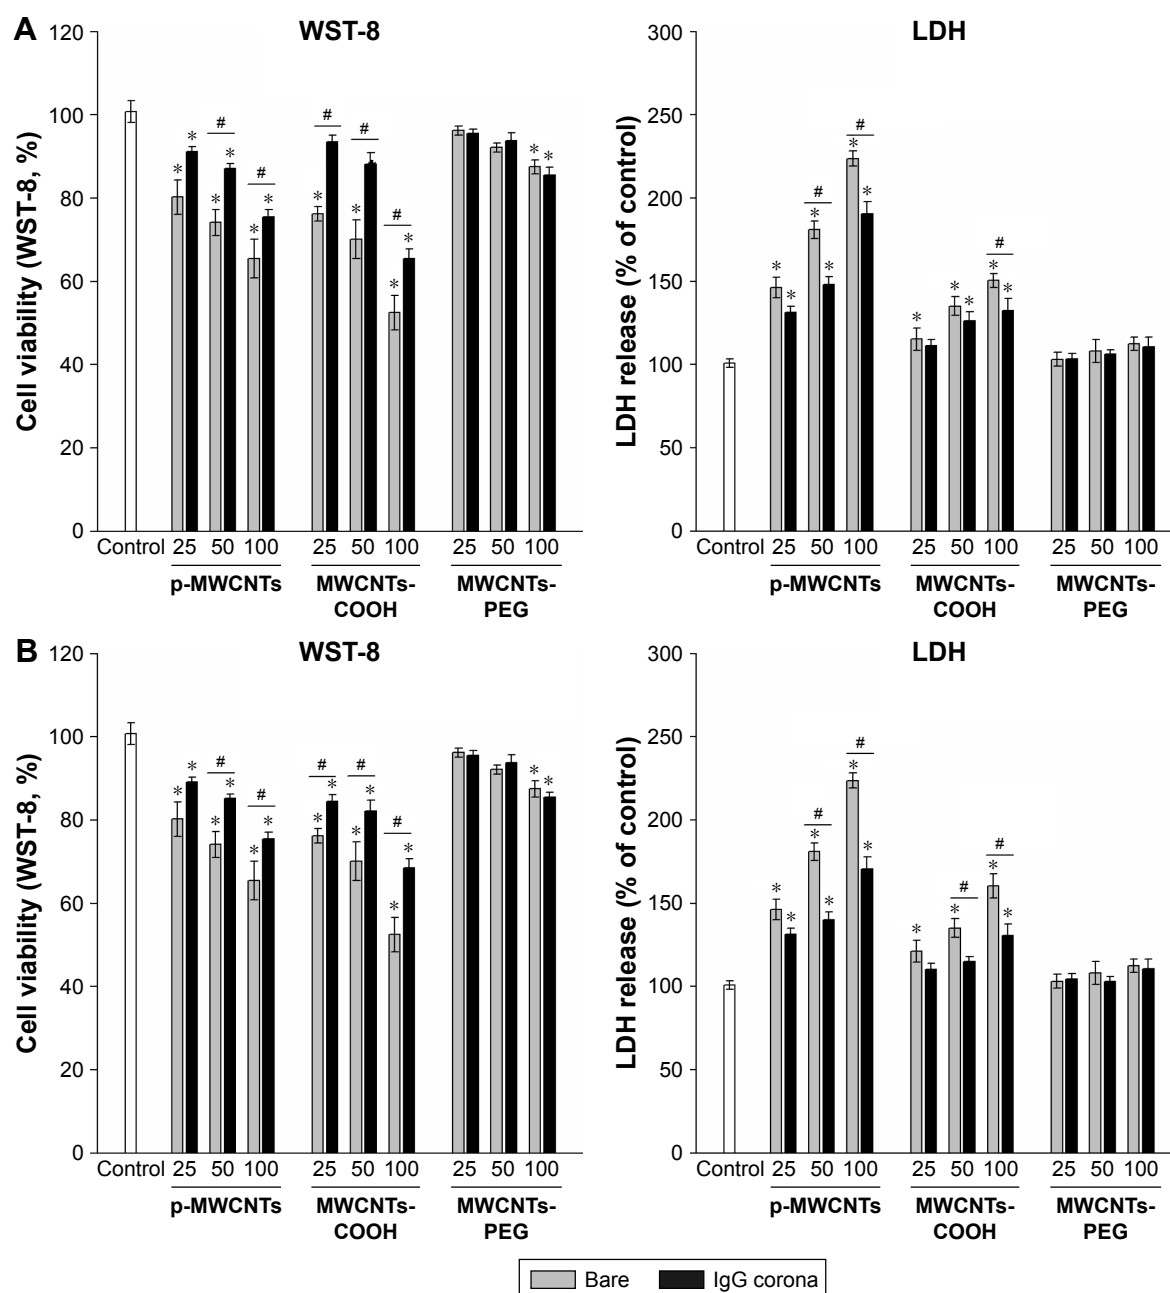 A
WST-8
LDH
Cell viability (WST-8, %)
120
100
80
60
40
20
0
* * * # * * # * * #
* # * * # * * # *
* *
Control 25 50 100 25 50 100 25 50 100
p-MWCNTs MWCNTs-COOH MWCNTs-PEG
LDH release (% of control)
300
250
200
150
100
50
0
* * * # * * # *
* * * * # *
Control 25 50 100 25 50 100 25 50 100
p-MWCNTs MWCNTs-COOH MWCNTs-PEG
B
WST-8
LDH
Cell viability (WST-8, %)
120
100
80
60
40
20
0
* * * # * * # *
* # * * # * * # *
* *
Control 25 50 100 25 50 100 25 50 100
p-MWCNTs MWCNTs-COOH MWCNTs-PEG
LDH release (% of control)
300
250
200
150
100
50
0
* * * # * * # *
* * # * # *
Control 25 50 100 25 50 100 25 50 100
p-MWCNTs MWCNTs-COOH MWCNTs-PEG
Bare IgG corona